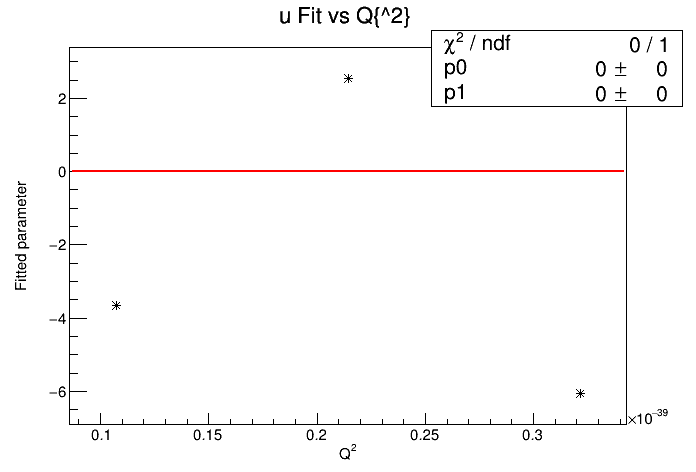 u Fit vs Q{^2}
χ² / ndf 0 / 1
p0 0 ± 0
p1 0 ± 0
2
0
−2
−4
−6
Fitted parameter
0.1 0.15 0.2 0.25 0.3
×10⁻³⁹
Q²